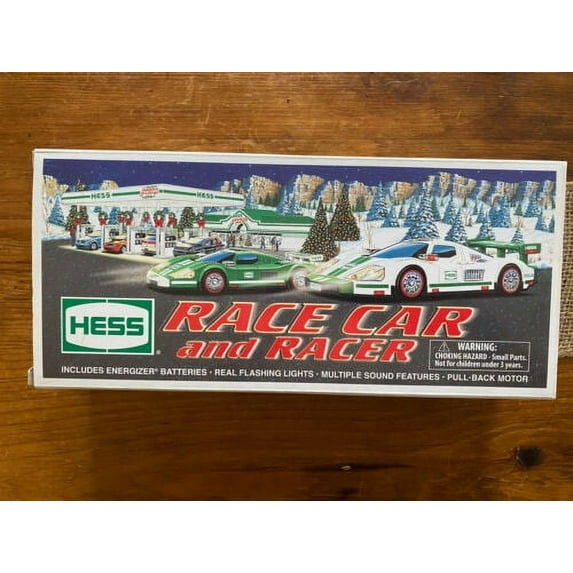 HESS
HESS
HESS
RACE CAR
and RACER
WARNING:
CHOKING HAZARD - Small Parts.
Not for children under 3 years.
INCLUDES ENERGIZER® BATTERIES • REAL FLASHING LIGHTS • MULTIPLE SOUND FEATURES • PULL-BACK MOTOR